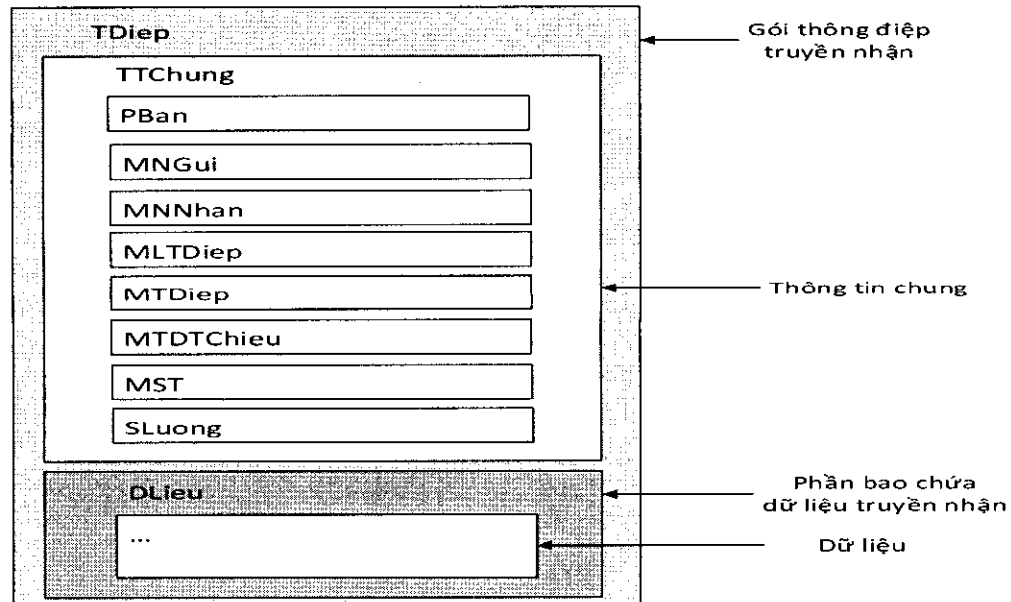 TDiep
Gói thông điệp
truyền nhận
TTChung
PBan
MNGui
MNNhan
MLTDiep
MTDiep
Thông tin chung
MTDTChieu
MST
SLuong
DLieu
Phần bao chứa
dữ liệu truyền nhận
...
Dữ liệu